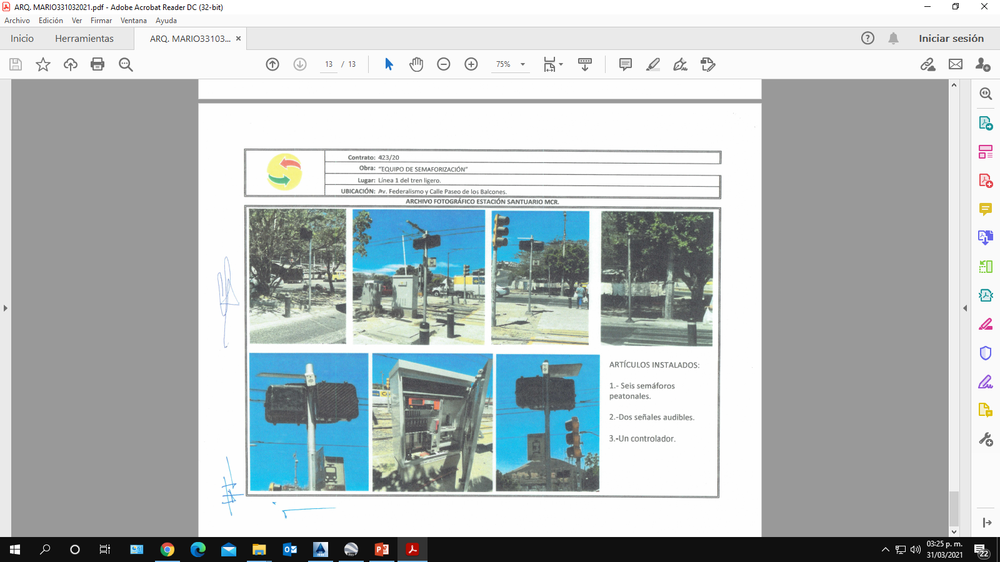 ARQ. MARIO331032021.pdf - Adobe Acrobat Reader DC (32-bit)
Archivo Edición Ver Firmar Ventana Ayuda
Inicio Herramientas ARQ. MARIO33103... × Iniciar sesión
13 / 13 75%
Contrato: 423/20
Obra: “EQUIPO DE SEMAFORIZACIÓN”
Lugar: Línea 1 del tren ligero.
UBICACIÓN: Av. Federalismo y Calle Paseo de los Balcones.
ARCHIVO FOTOGRÁFICO ESTACIÓN SANTUARIO MCR.
ARTÍCULOS INSTALADOS:
1.- Seis semáforos
peatonales.
2.-Dos señales audibles.
3.-Un controlador.
03:25 p. m.
31/03/2021
22